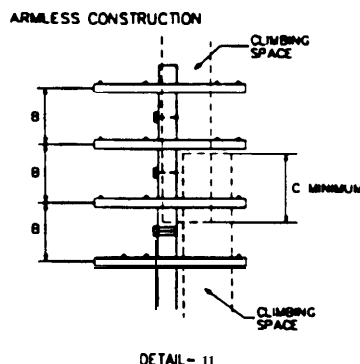 ARMLESS CONSTRUCTION
CLIMBING
SPACE
B
B
C MINIMUM
B
CLIMBING
SPACE
DETAIL- 11